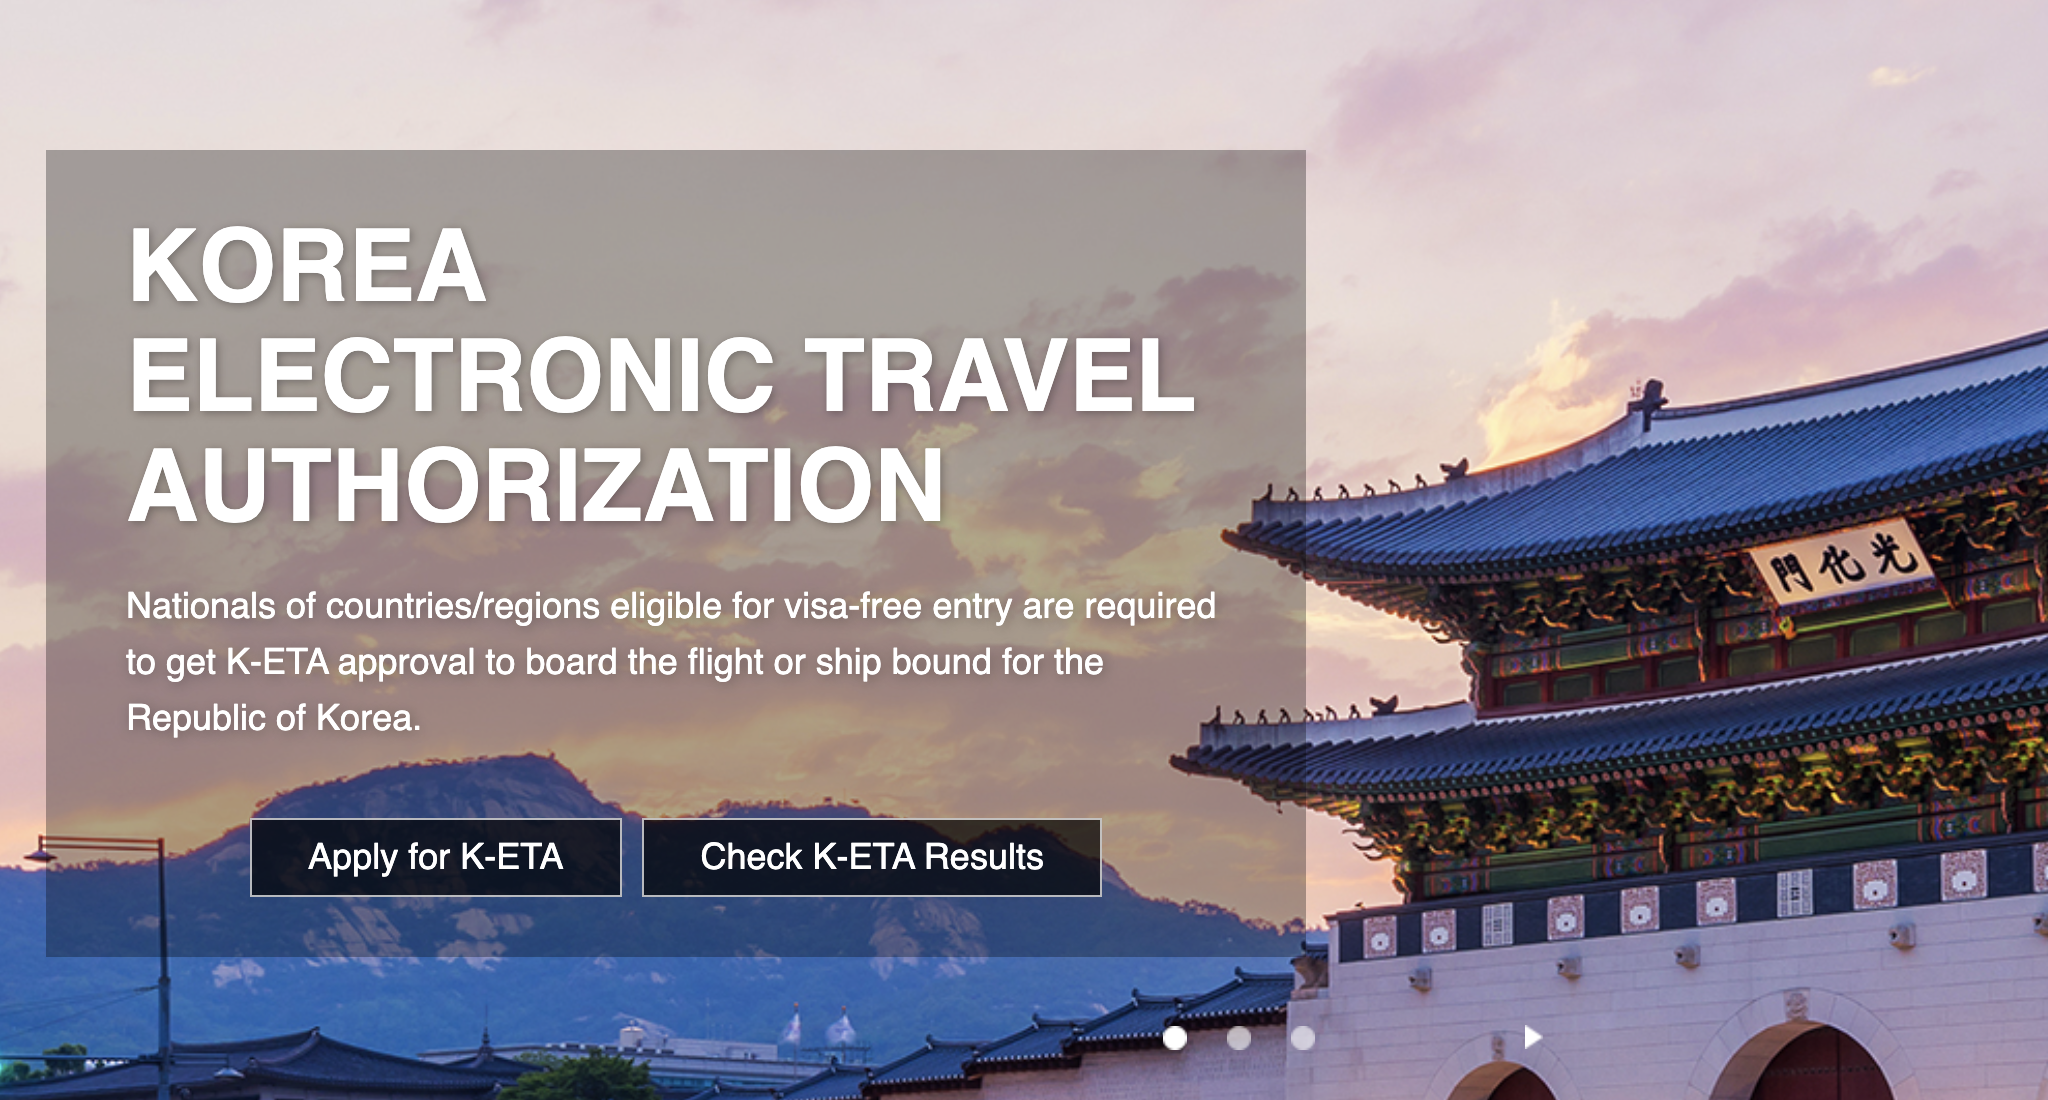 KOREA
ELECTRONIC TRAVEL
AUTHORIZATION
Nationals of countries/regions eligible for visa-free entry are required
to get K-ETA approval to board the flight or ship bound for the
Republic of Korea.
Apply for K-ETA
Check K-ETA Results
門化光